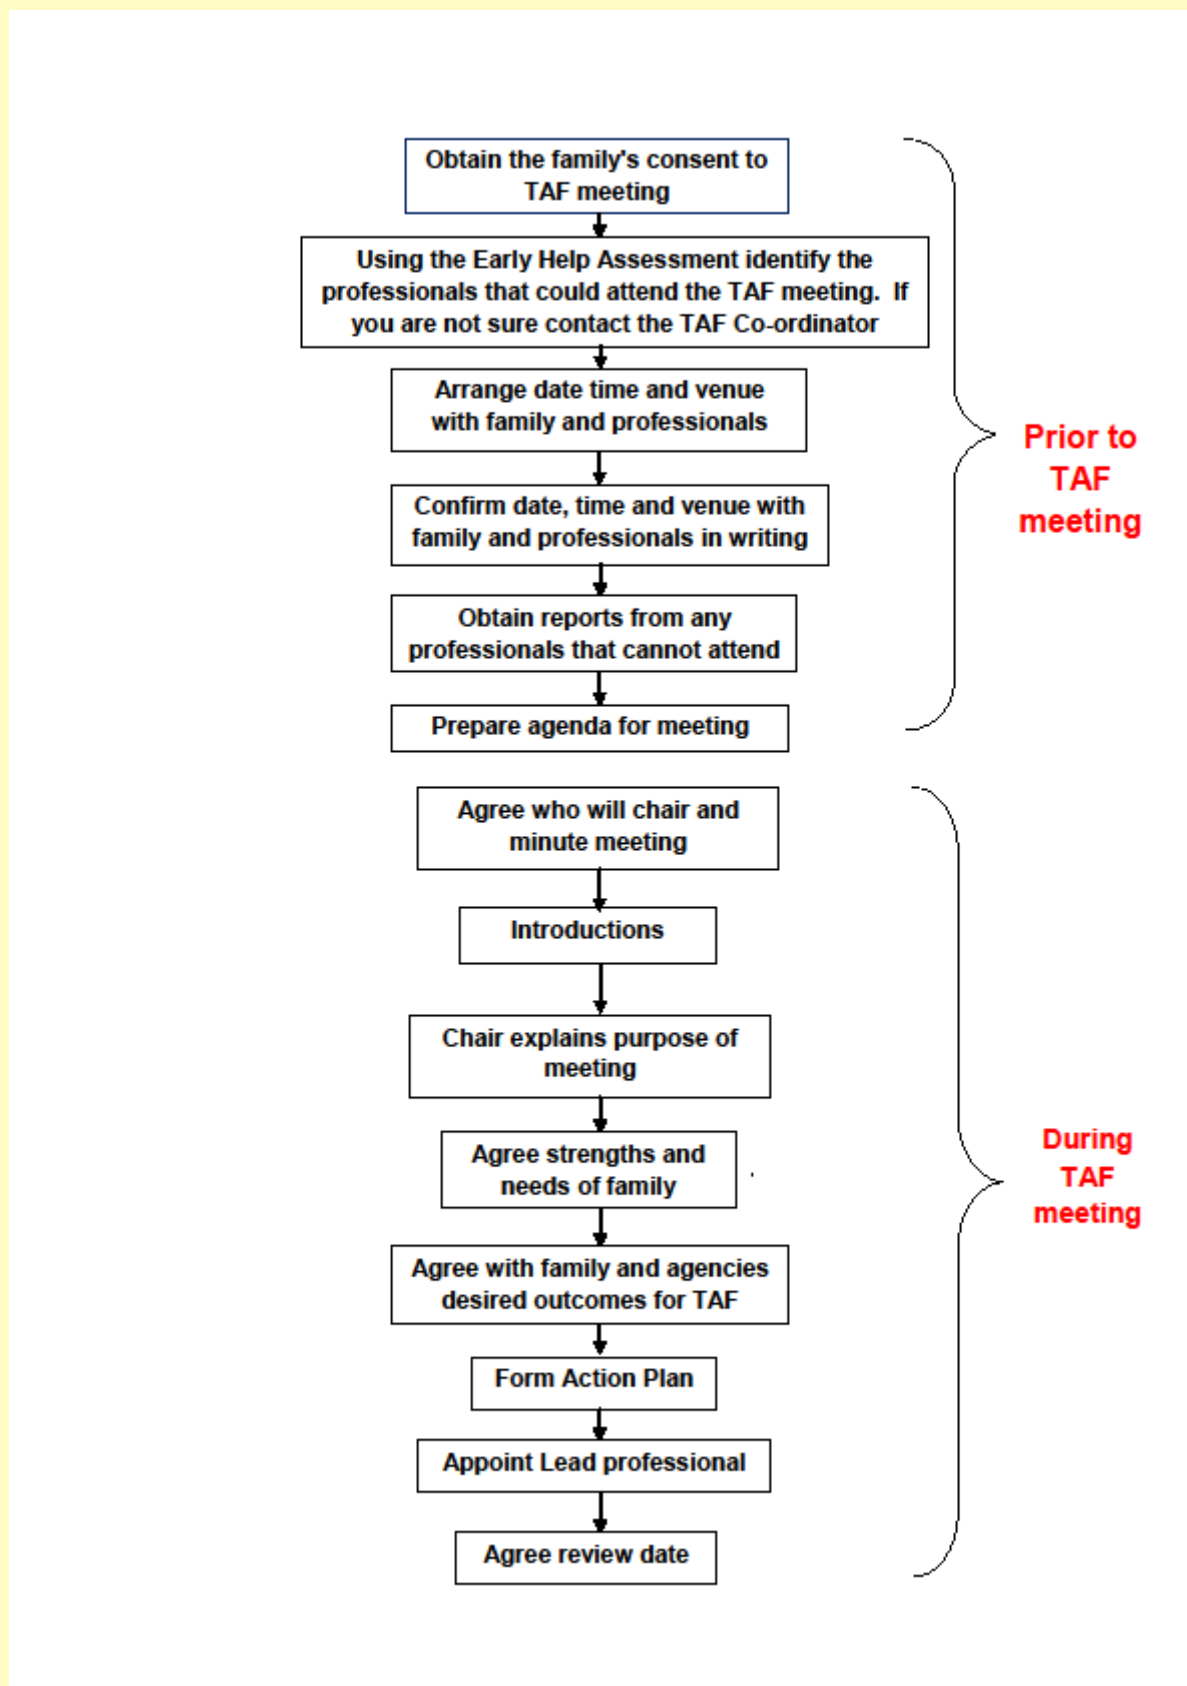 Obtain the family's consent to
TAF meeting
Using the Early Help Assessment identify the
professionals that could attend the TAF meeting.  If
you are not sure contact the TAF Co-ordinator
Arrange date time and venue
with family and professionals
Confirm date, time and venue with
family and professionals in writing
Obtain reports from any
professionals that cannot attend
Prepare agenda for meeting
Prior to
TAF
meeting
Agree who will chair and
minute meeting
Introductions
Chair explains purpose of
meeting
Agree strengths and
needs of family
Agree with family and agencies
desired outcomes for TAF
Form Action Plan
Appoint Lead professional
Agree review date
During
TAF
meeting